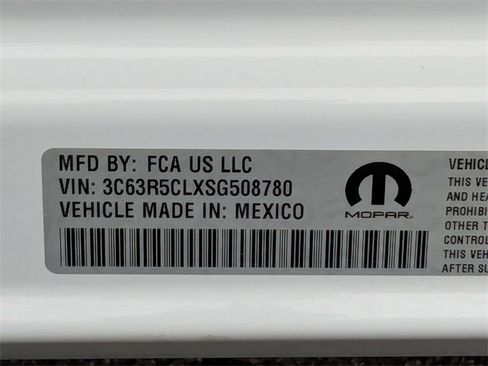 MFD BY: FCA US LLC
VIN: 3C63R5CLXSG508780
VEHICLE MADE IN: MEXICO
MOPAR
VEHICL
THIS VE
AND HEA
PROHIBI
OTHER T
CONTROL
THIS VEH
AFTER SU